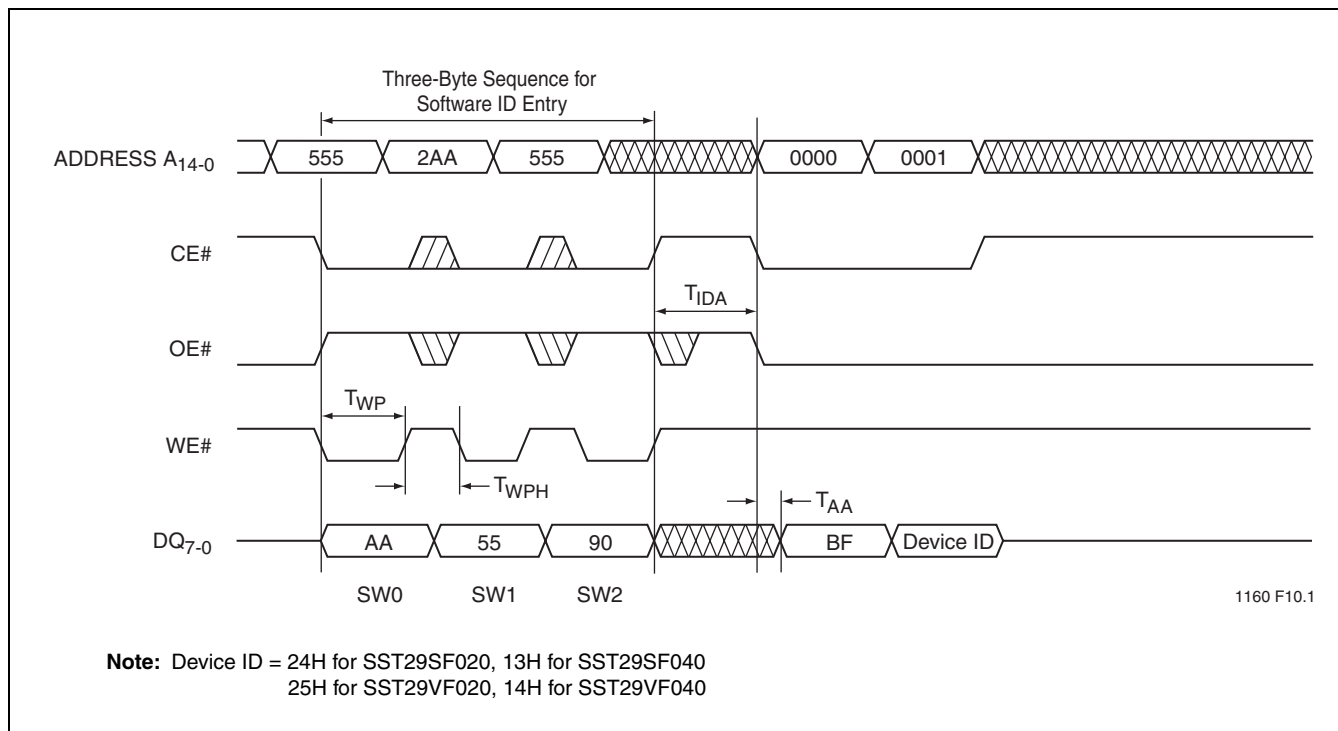 Three-Byte Sequence for
Software ID Entry
ADDRESS A14-0
555
2AA
555
0000
0001
CE#
TIDA
OE#
TWP
WE#
TWPH
TAA
DQ7-0
AA
55
90
BF
Device ID
SW0
SW1
SW2
1160 F10.1
Note: Device ID = 24H for SST29SF020, 13H for SST29SF040
25H for SST29VF020, 14H for SST29VF040